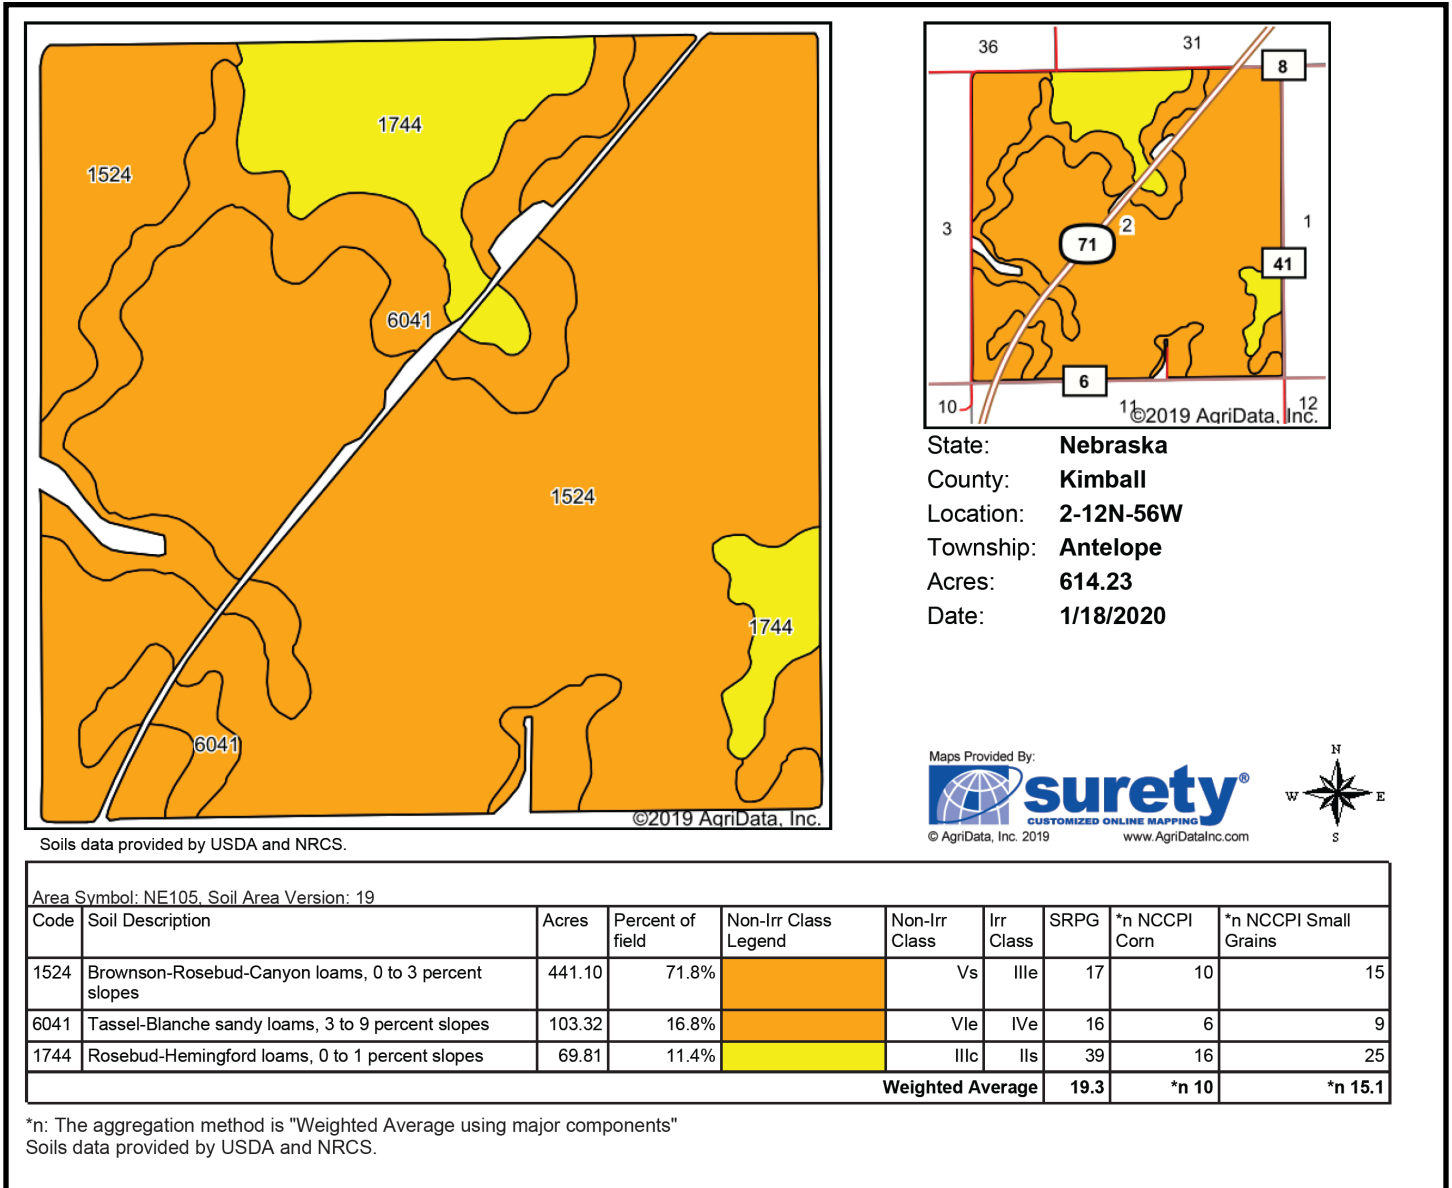 1744
1524
6041
1524
1744
6041
©2019 AgriData, Inc.
Soils data provided by USDA and NRCS.
36
31
8
3
2
1
71
41
6
10
11
12
©2019 AgriData, Inc.
State: Nebraska
County: Kimball
Location: 2-12N-56W
Township: Antelope
Acres: 614.23
Date: 1/18/2020
Maps Provided By:
surety®
CUSTOMIZED ONLINE MAPPING
© AgriData, Inc. 2019 www.AgriDataInc.com
N
W E
S
Area Symbol: NE105, Soil Area Version: 19
Code Soil Description Acres Percent of field Non-Irr Class Legend Non-Irr Class Irr Class SRPG *n NCCPI Corn *n NCCPI Small Grains
1524 Brownson-Rosebud-Canyon loams, 0 to 3 percent slopes 441.10 71.8% Vs IIIe 17 10 15
6041 Tassel-Blanche sandy loams, 3 to 9 percent slopes 103.32 16.8% VIe IVe 16 6 9
1744 Rosebud-Hemingford loams, 0 to 1 percent slopes 69.81 11.4% IIIc IIs 39 16 25
Weighted Average 19.3 *n 10 *n 15.1
*n: The aggregation method is "Weighted Average using major components"
Soils data provided by USDA and NRCS.